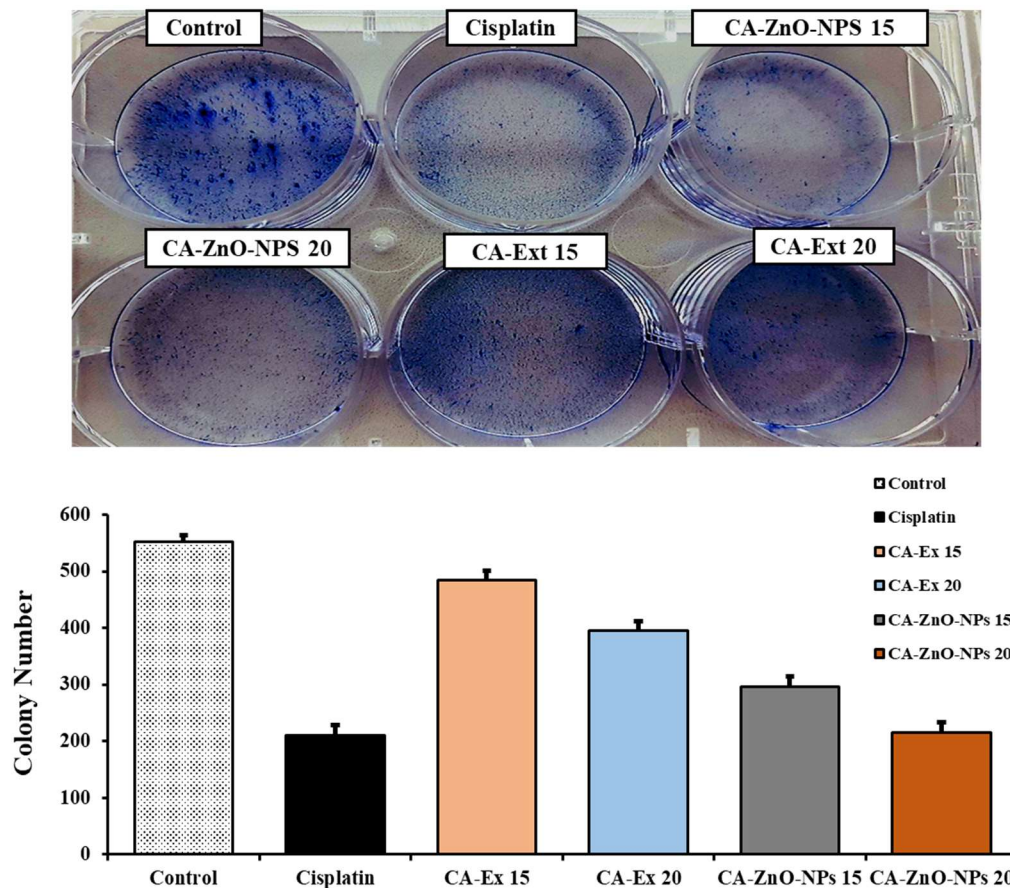 Control
Cisplatin
CA-ZnO-NPS 15
CA-ZnO-NPS 20
CA-Ext 15
CA-Ext 20
Control
Cisplatin
CA-Ex 15
CA-Ex 20
CA-ZnO-NPs 15
CA-ZnO-NPs 20
Colony Number
600
500
400
300
200
100
0
Control
Cisplatin
CA-Ex 15
CA-Ex 20
CA-ZnO-NPs 15
CA-ZnO-NPs 20